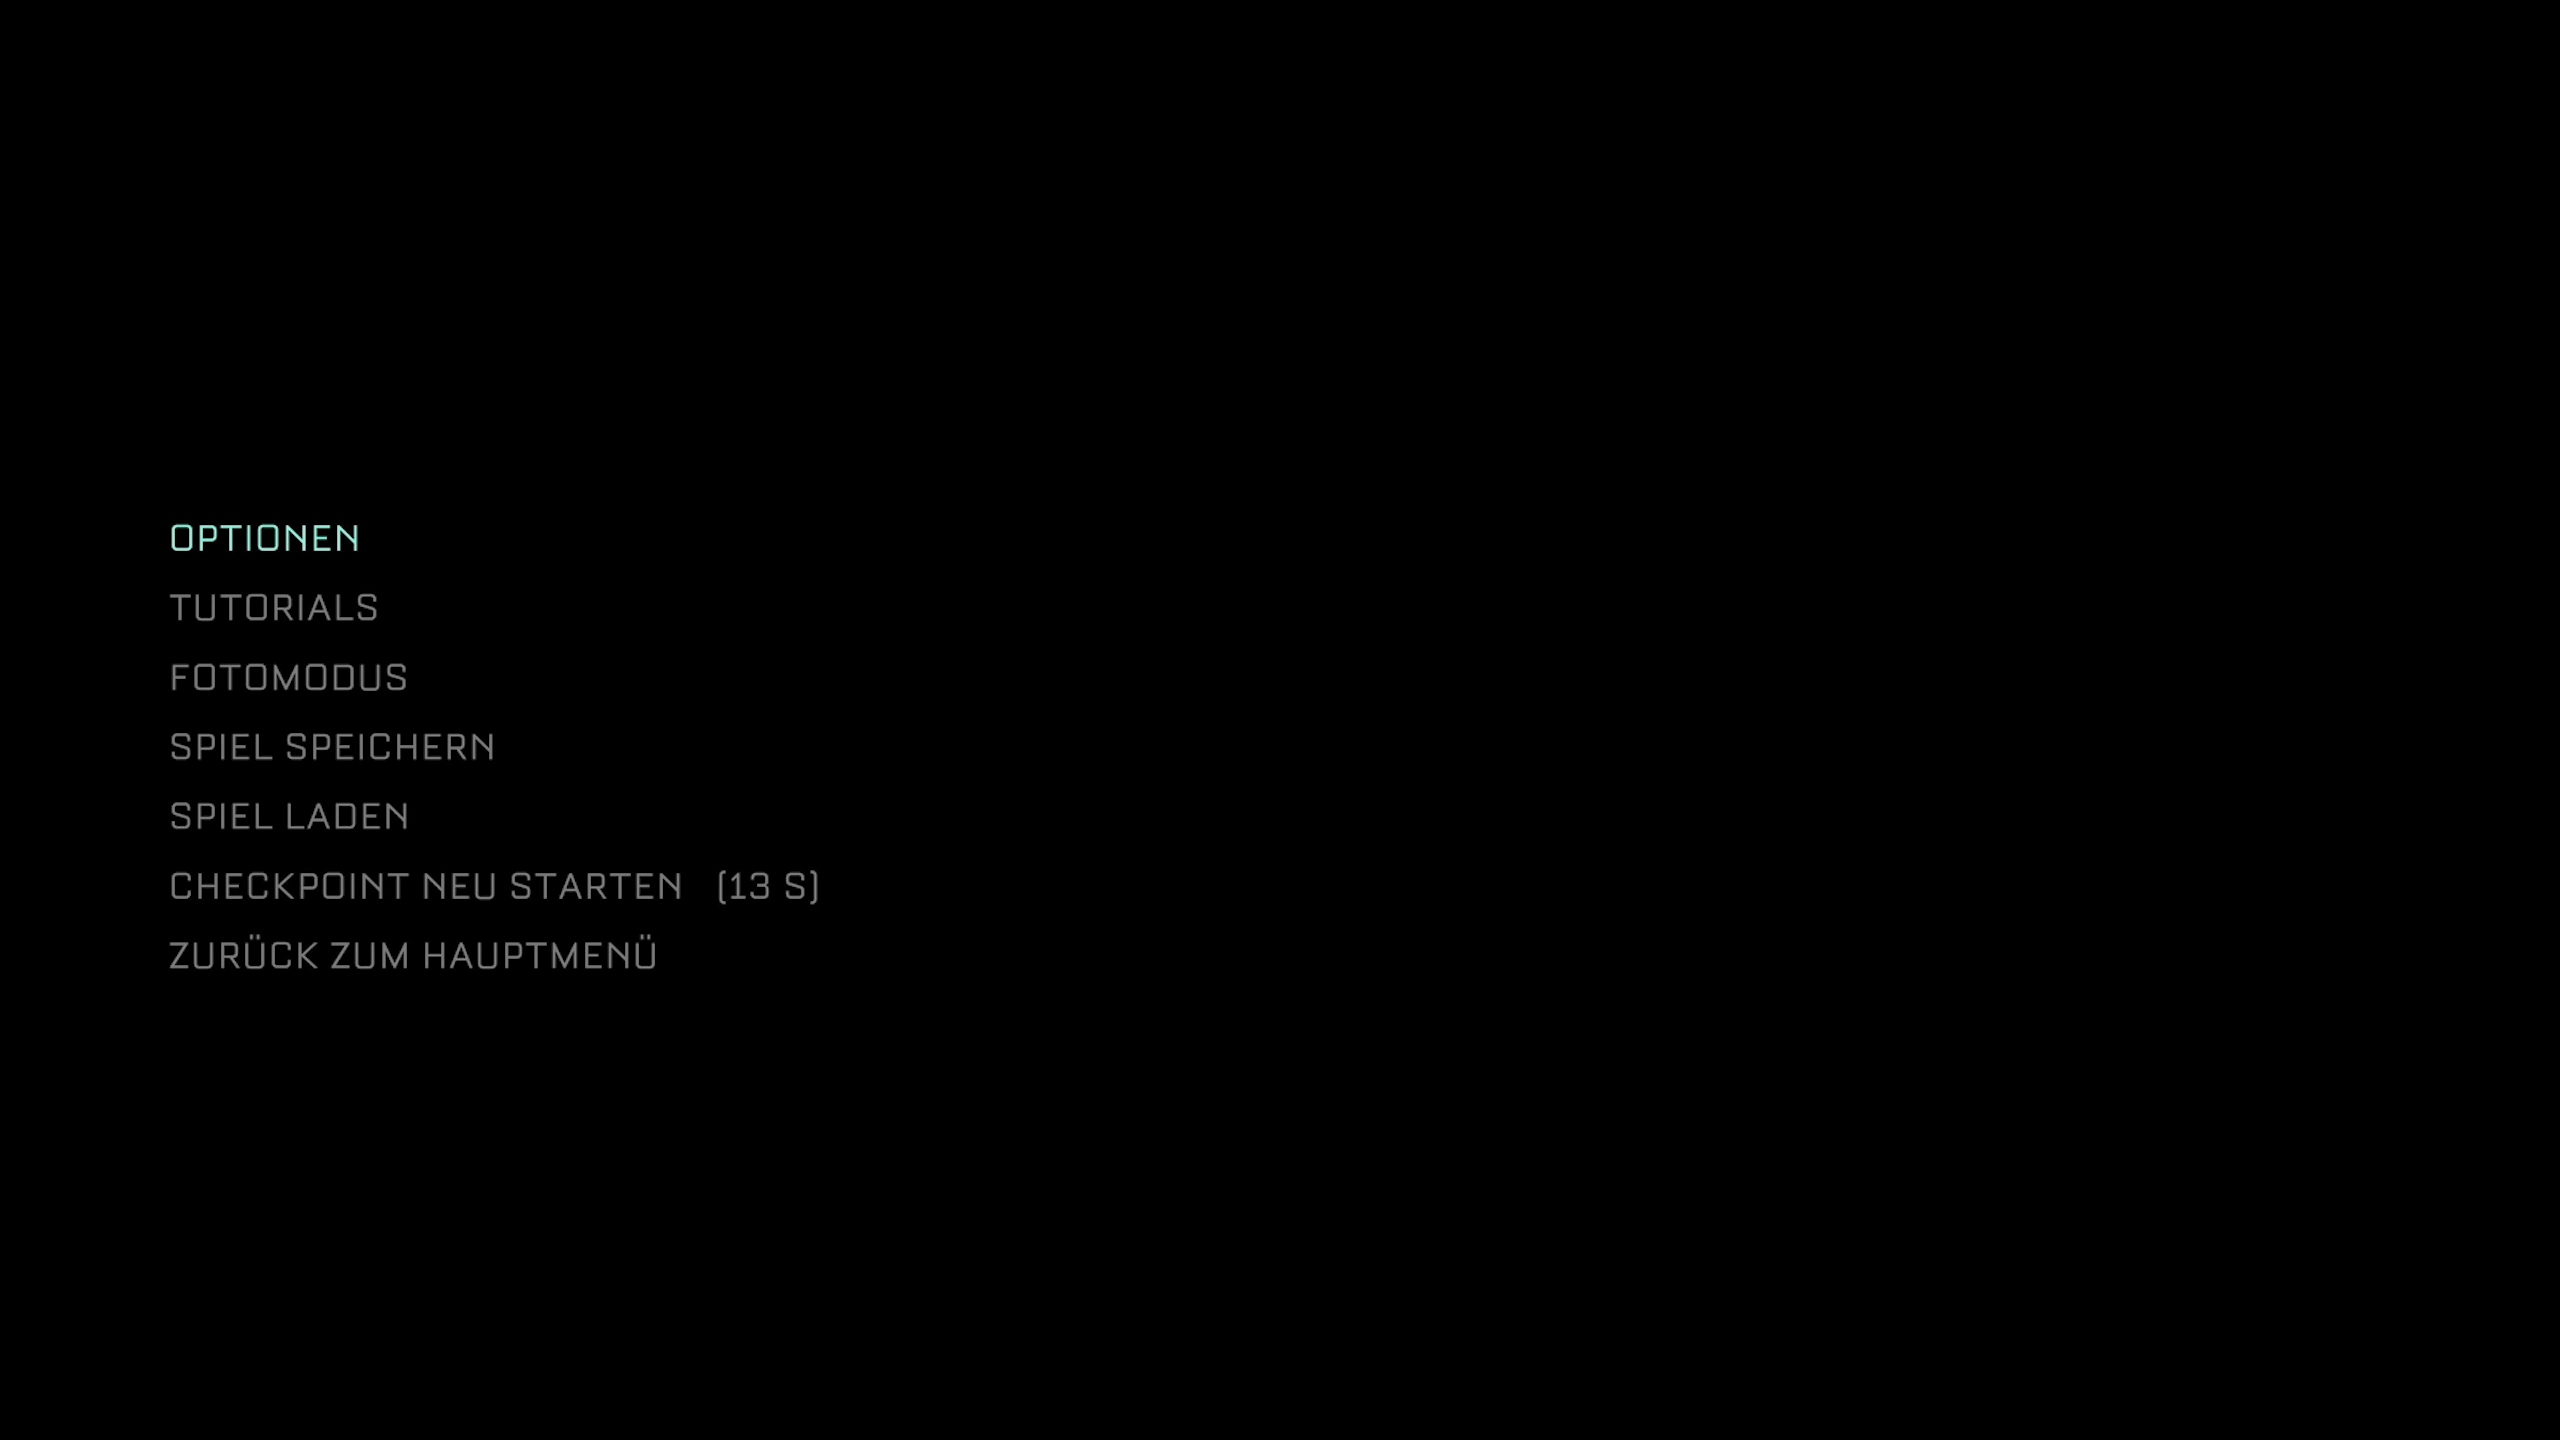 OPTIONEN
TUTORIALS
FOTOMODUS
SPIEL SPEICHERN
SPIEL LADEN
CHECKPOINT NEU STARTEN (13 S)
ZURÜCK ZUM HAUPTMENÜ